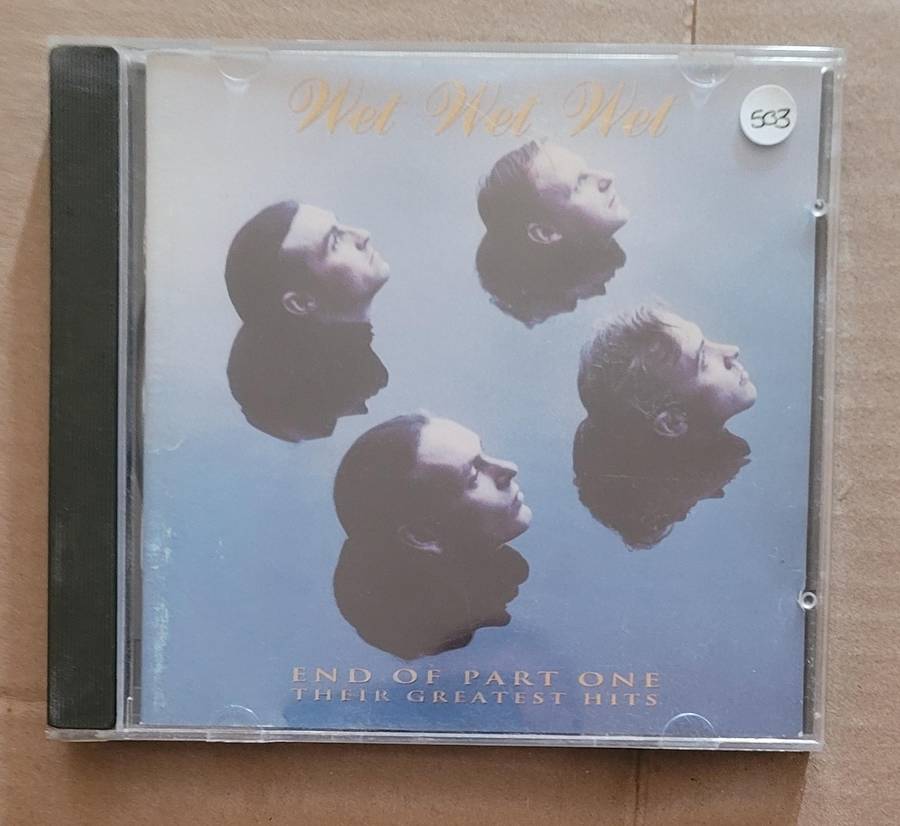 Wet Wet Wet
503
END OF PART ONE
THEIR GREATEST HITS